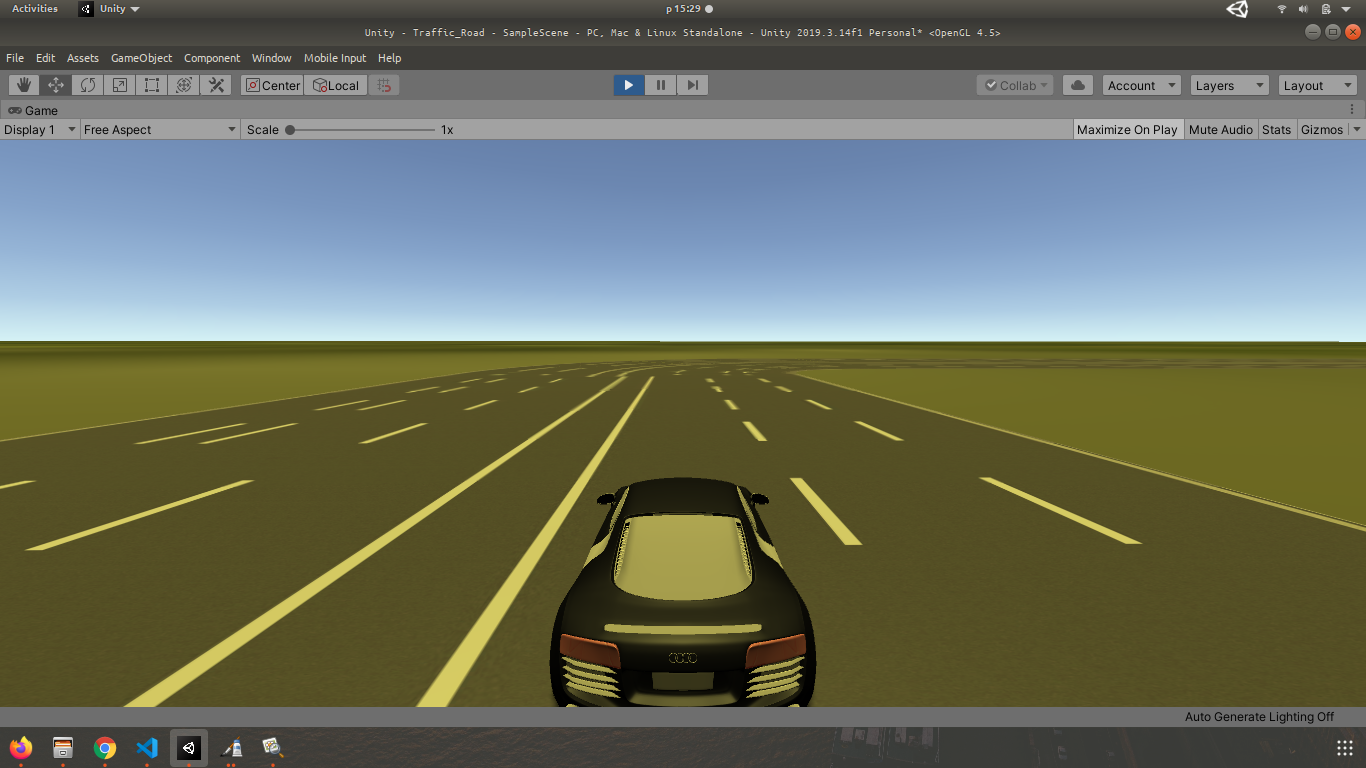 Activities Unity p 15:29
Unity - Traffic_Road - SampleScene - PC, Mac & Linux Standalone - Unity 2019.3.14f1 Personal* <OpenGL 4.5>
File Edit Assets GameObject Component Window Mobile Input Help
Center Local Collab Account Layers Layout
Game
Display 1 Free Aspect Scale 1x Maximize On Play Mute Audio Stats Gizmos
Auto Generate Lighting Off